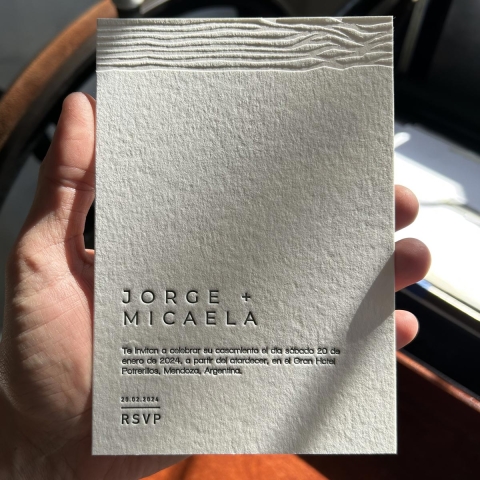 JORGE +
MICAELA
Te invitan a celebrar su casamiento el día sábado 20 de
enero de 2024, a partir del atardecer, en el Gran Hotel
Potrerillos, Mendoza, Argentina.
20.02.2024
RSVP